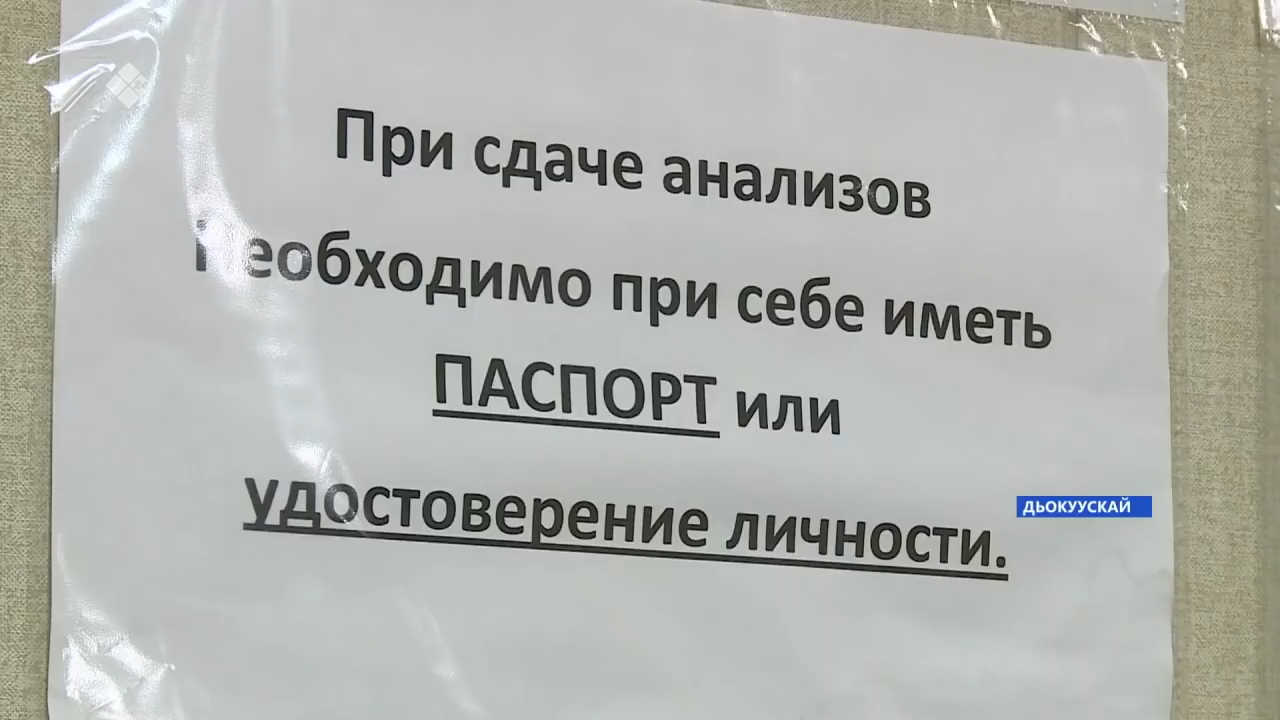 При сдаче анализов
Необходимо при себе иметь
ПАСПОРТ или
удостоверение личности.
ДЬОКУУСКАЙ